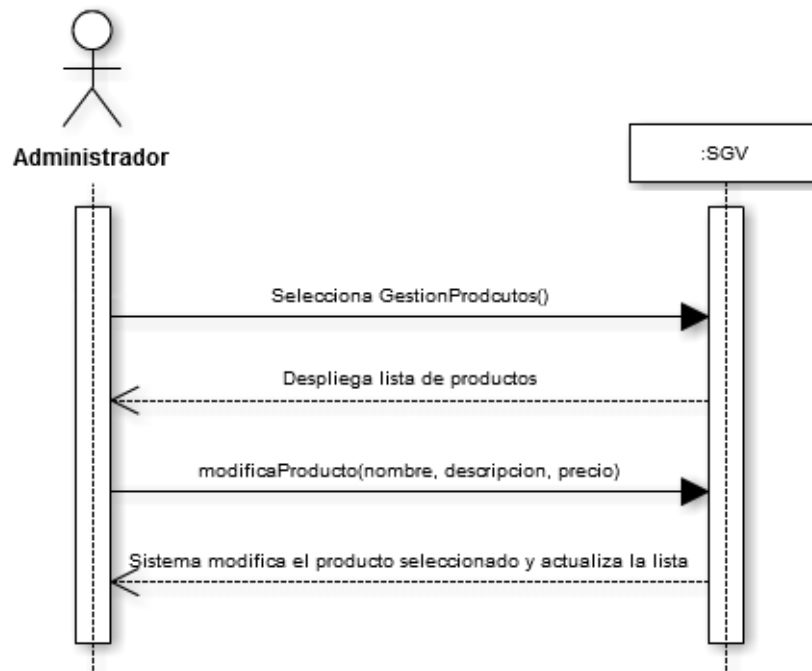 Administrador
:SGV
Selecciona GestionProdcutos()
Despliega lista de productos
modificaProducto(nombre, descripcion, precio)
Sistema modifica el producto seleccionado y actualiza la lista